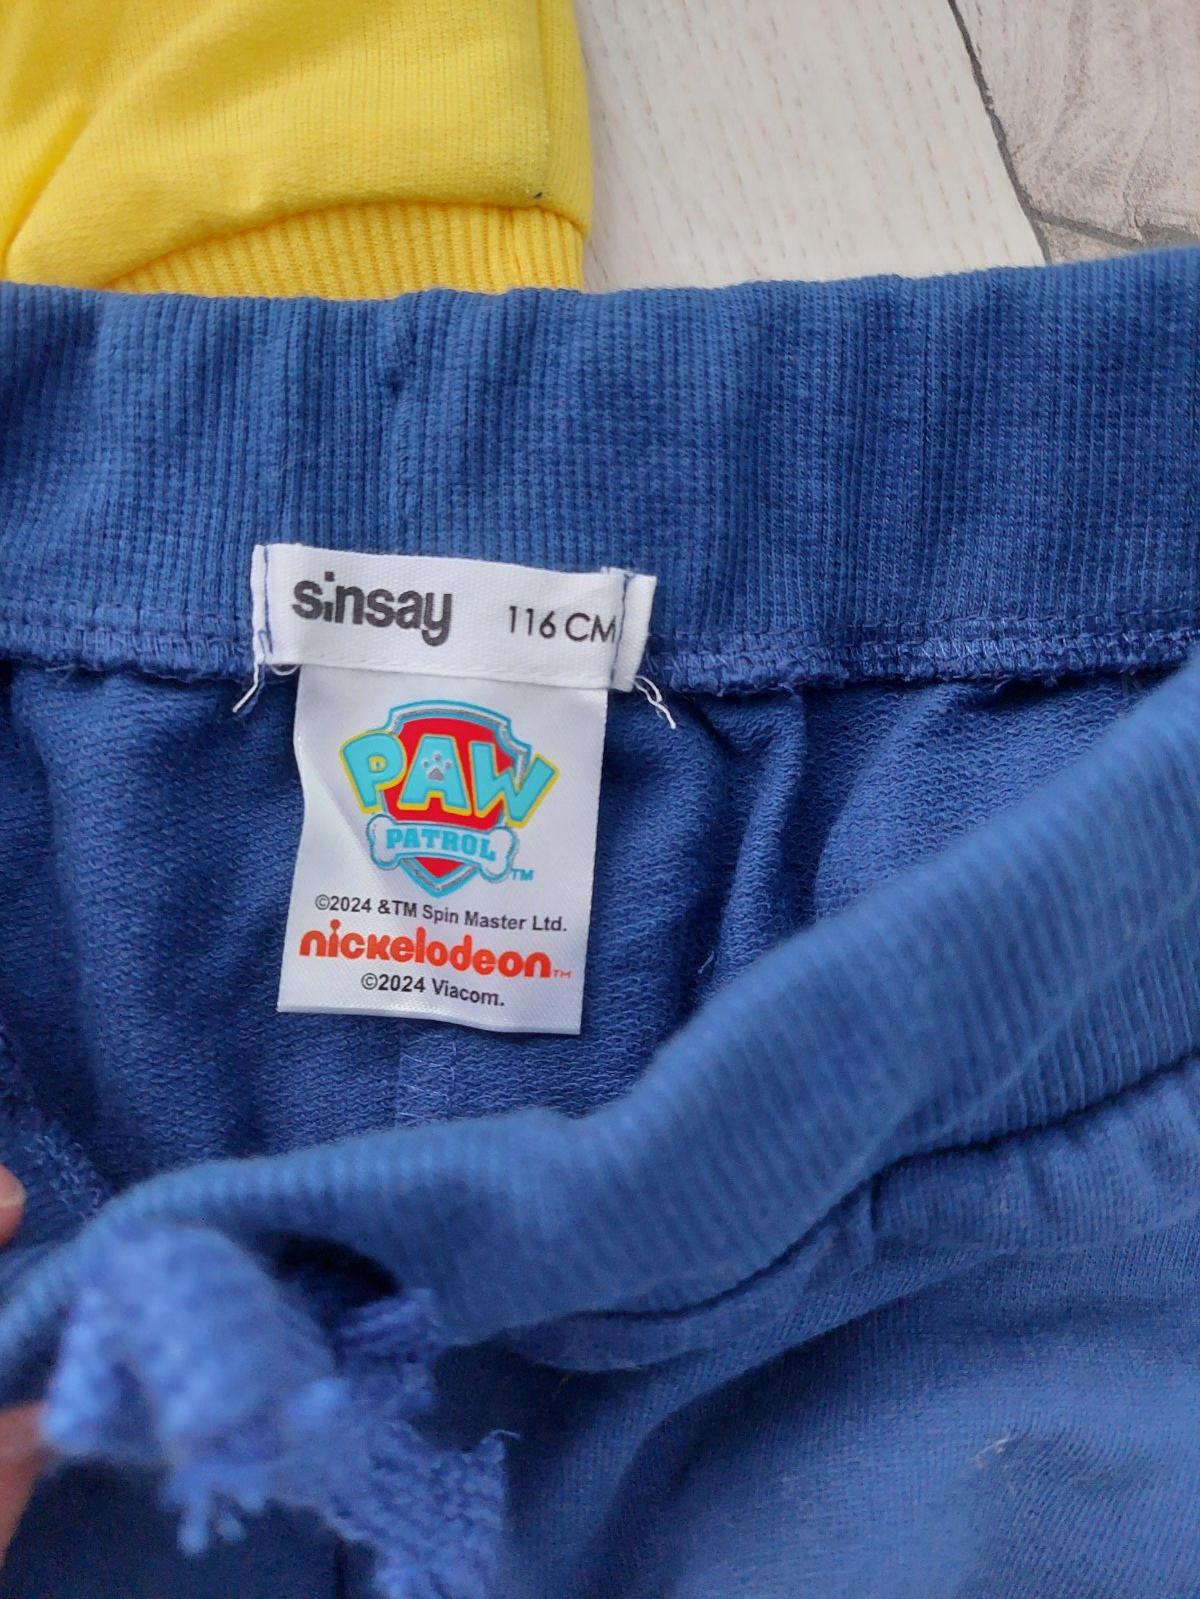 sinsay 116 CM
PAW
PATROL TM
©2024 &TM Spin Master Ltd.
nickelodeon TM
©2024 Viacom.